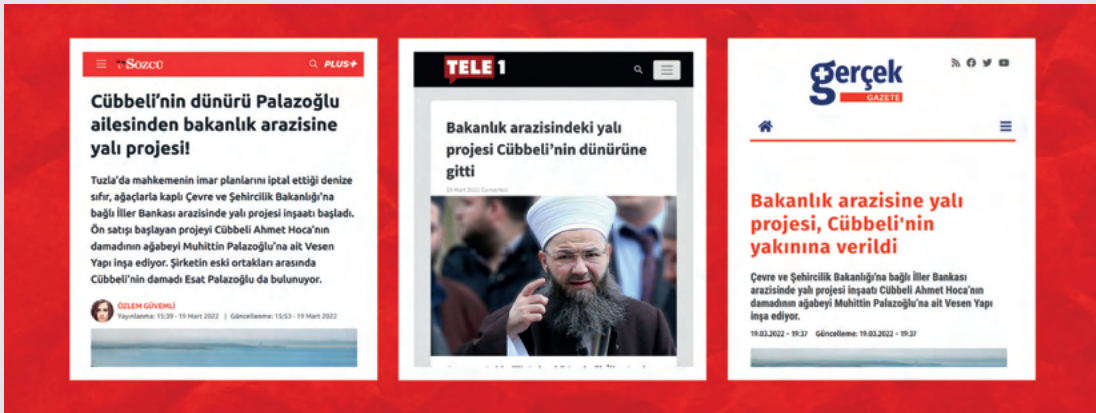 Sözcü
PLUS+
Cübbeli'nin dünürü Palazoğlu
ailesinden bakanlık arazisine
yalı projesi!
Tuzla'da mahkemenin imar planlarını iptal ettiği denize
sıfır, ağaçlarla kaplı Çevre ve Şehircilik Bakanlığı'na
bağlı İller Bankası arazisinde yalı projesi inşaatı başladı.
Ön satışı başlayan projeyi Cübbeli Ahmet Hoca'nın
damadının ağabeyi Muhittin Palazoğlu'na ait Vesen
Yapı inşa ediyor. Şirketin eski ortakları arasında
Cübbeli'nin damadı Esat Palazoğlu da bulunuyor.
ÖZLEM GÜVEMLİ
Yayınlanma: 15:39 - 19 Mart 2022 | Güncellenme: 15:53 - 19 Mart 2022
TELE 1
Bakanlık arazisindeki yalı
projesi Cübbeli'nin dünürüne
gitti
19 Mart 2022 Cumartesi
gerçek
GAZETE
Bakanlık arazisine yalı
projesi, Cübbeli'nin
yakınına verildi
Çevre ve Şehircilik Bakanlığı'na bağlı İller Bankası
arazisinde yalı projesi inşaatı Cübbeli Ahmet Hoca'nın
damadının ağabeyi Muhittin Palazoğlu'na ait Vesen Yapı
inşa ediyor.
19.03.2022 - 19:37 Güncelleme: 19.03.2022 - 19:37